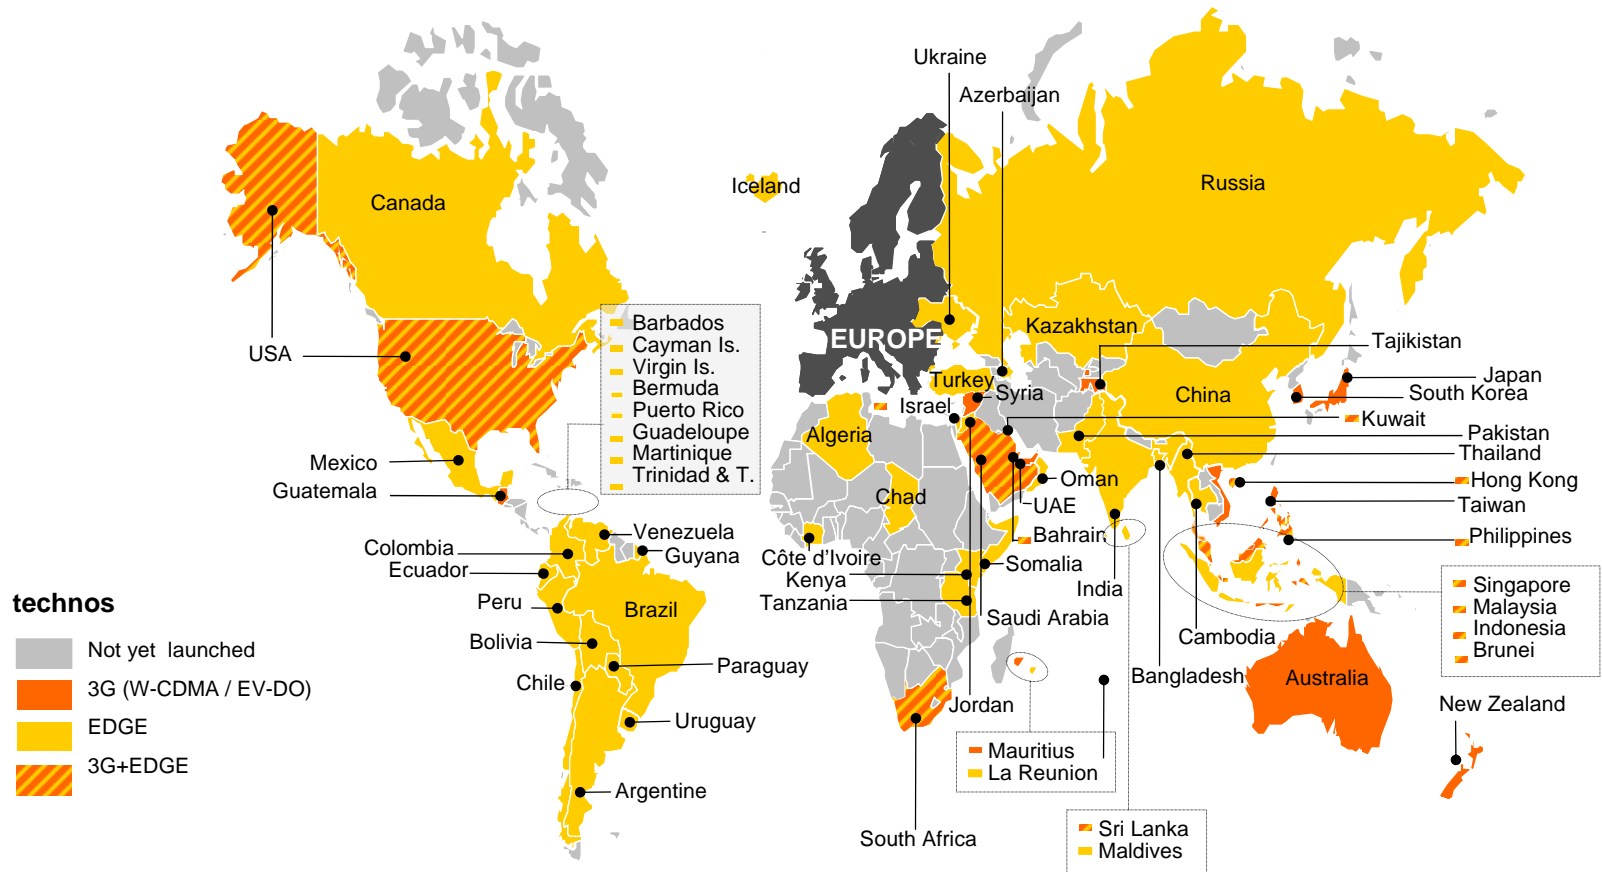 Ukraine
Azerbaijan
Iceland
Russia
Canada
EUROPE
Kazakhstan
USA
Barbados
Cayman Is.
Virgin Is.
Bermuda
Puerto Rico
Guadeloupe
Martinique
Trinidad & T.
Tajikistan
Turkey
Syria
China
Japan
South Korea
Israel
Kuwait
Algeria
Pakistan
Thailand
Mexico
Guatemala
Chad
Oman
Hong Kong
UAE
Taiwan
Venezuela
Guyana
Colombia
Ecuador
Côte d'Ivoire
Bahrain
Philippines
Kenya
Somalia
Tanzania
India
Singapore
Malaysia
Indonesia
Brunei
Peru
Brazil
Saudi Arabia
Bolivia
Cambodia
Paraguay
Bangladesh
Australia
Chile
Jordan
New Zealand
Uruguay
Mauritius
La Reunion
Argentine
South Africa
Sri Lanka
Maldives
technos
Not yet launched
3G (W-CDMA / EV-DO)
EDGE
3G+EDGE